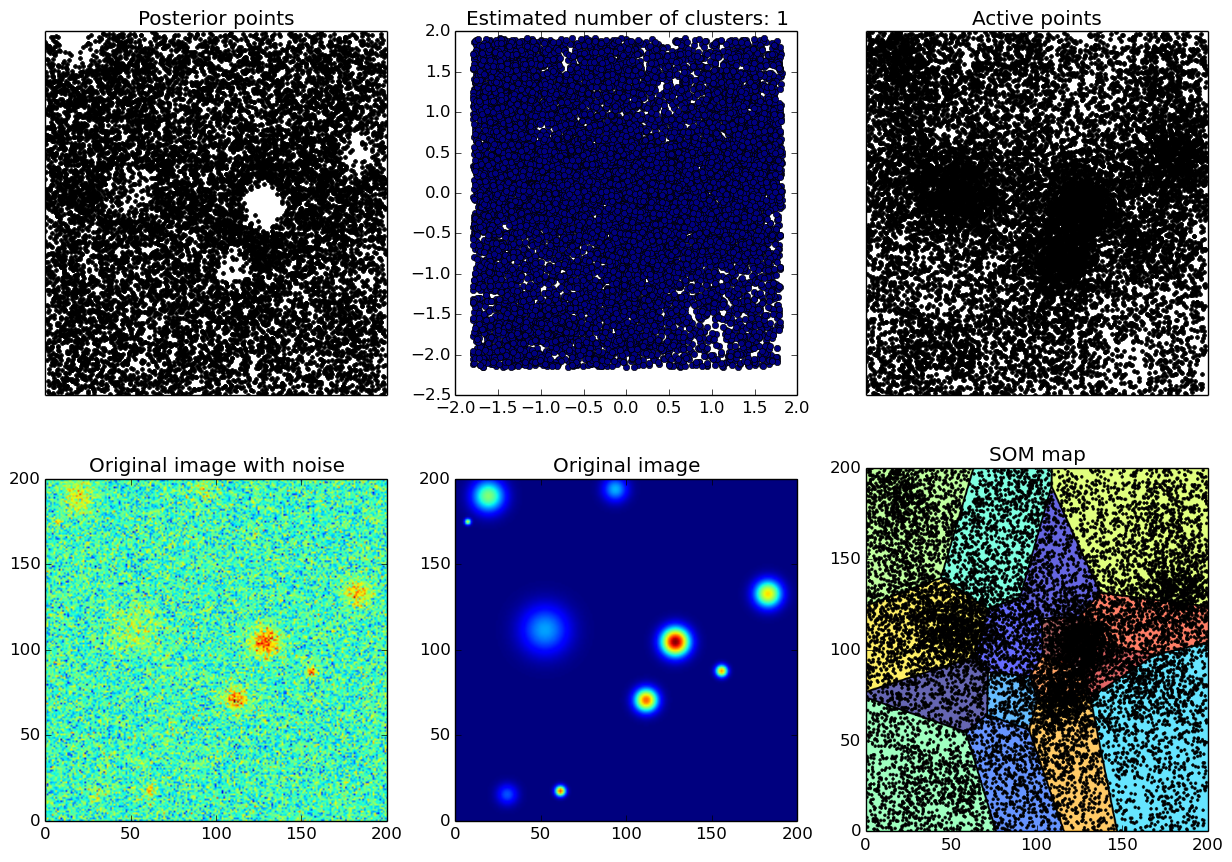 Posterior points
Estimated number of clusters: 1
Active points
2.0
1.5
1.0
0.5
0.0
−0.5
−1.0
−1.5
−2.0
−2.5
−2.0 −1.5 −1.0 −0.5 0.0 0.5 1.0 1.5 2.0
Original image with noise
Original image
SOM map
200
150
100
50
0
0 50 100 150 200
200
150
100
50
0
0 50 100 150 200
200
150
100
50
0
0 50 100 150 200